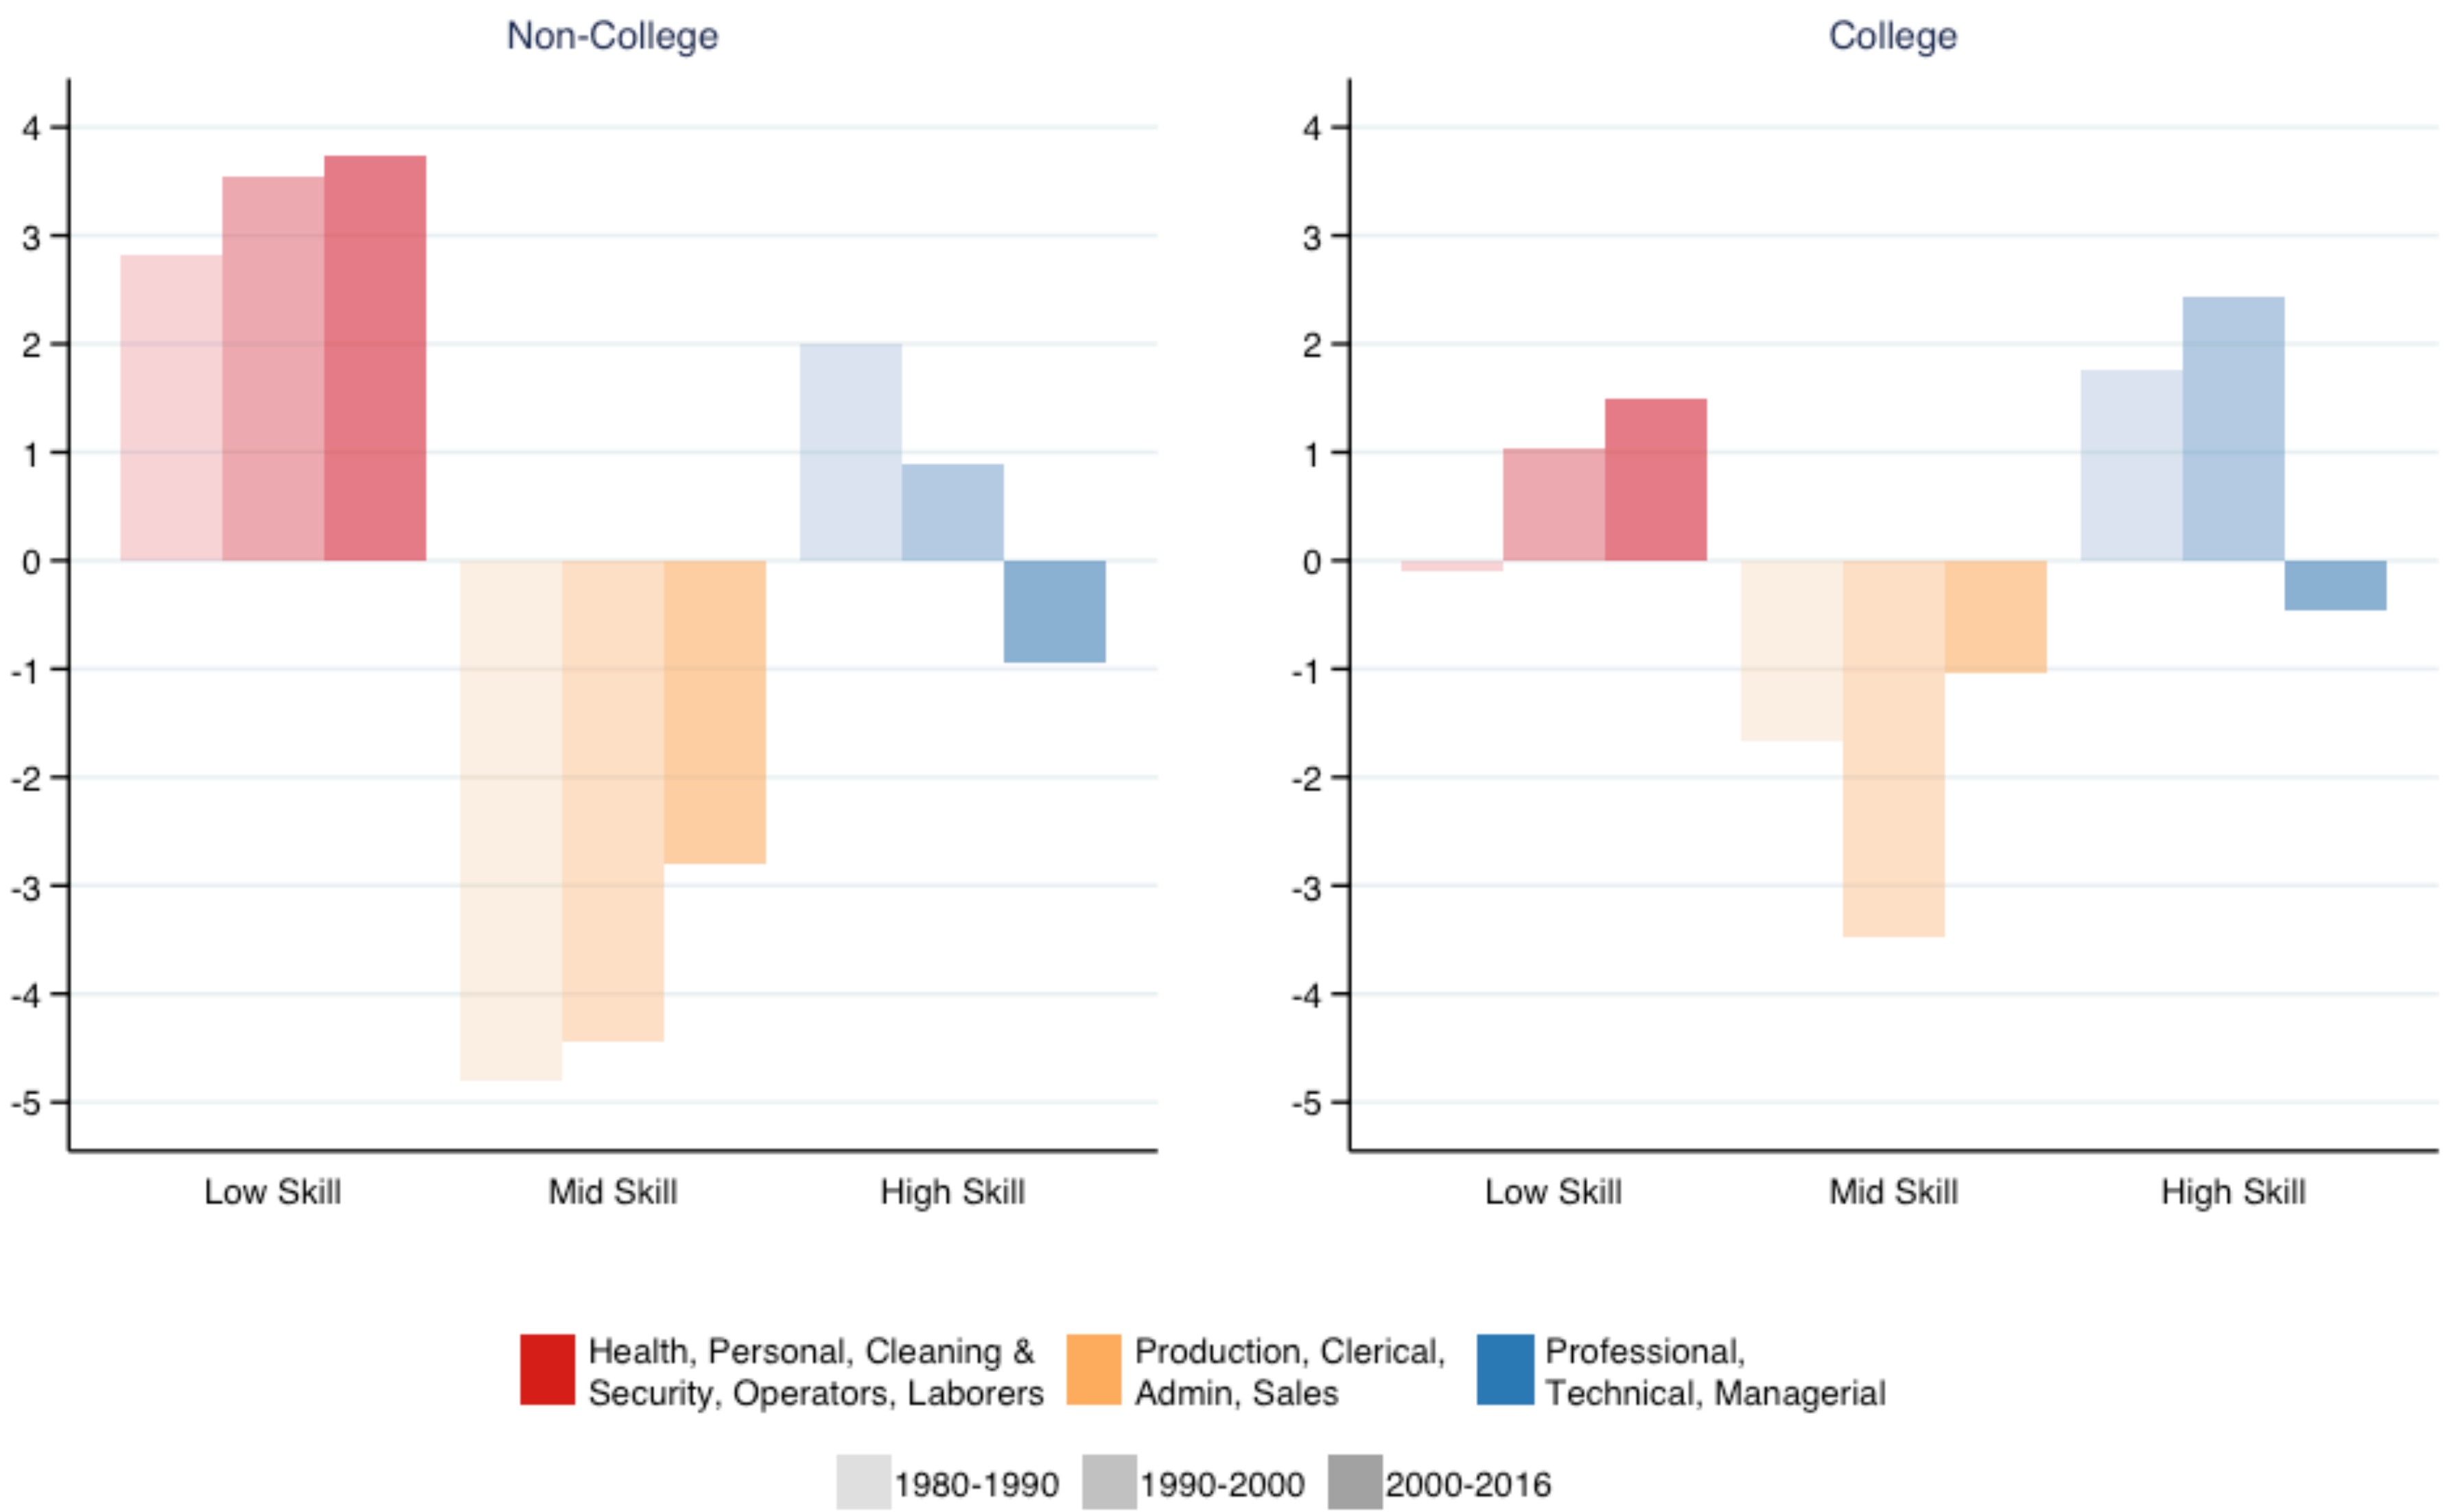 Non-College
College
4
3
2
1
0
-1
-2
-3
-4
-5
Low Skill
Mid Skill
High Skill
4
3
2
1
0
-1
-2
-3
-4
-5
Low Skill
Mid Skill
High Skill
Health, Personal, Cleaning &
Security, Operators, Laborers
Production, Clerical,
Admin, Sales
Professional,
Technical, Managerial
1980-1990
1990-2000
2000-2016